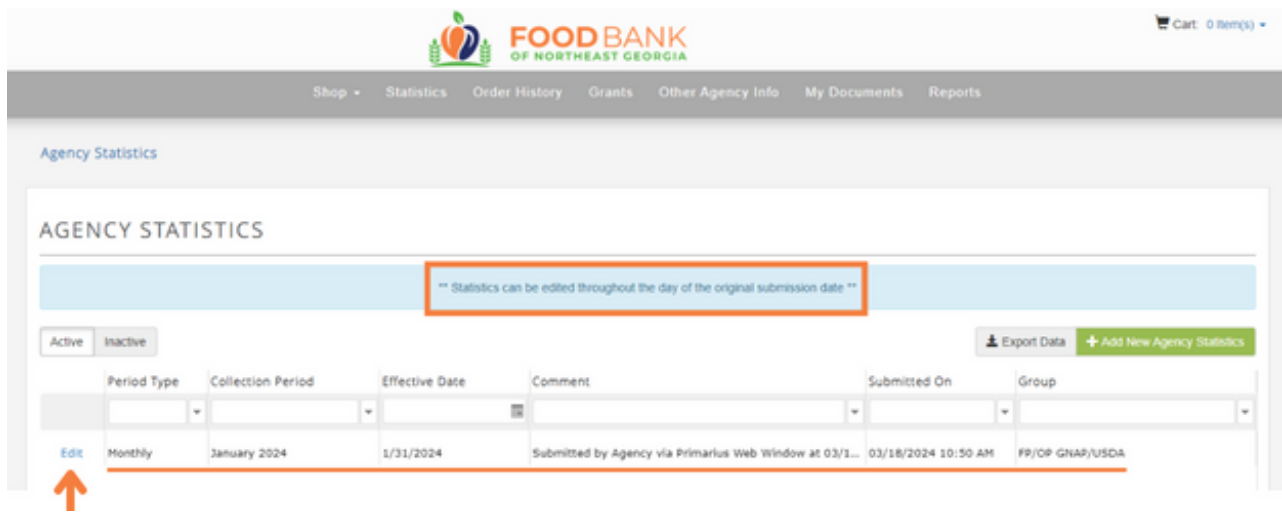 Cart: 0 Item(s)
FOOD BANK
OF NORTHEAST GEORGIA
Shop Statistics Order History Grants Other Agency Info My Documents Reports
Agency Statistics
AGENCY STATISTICS
** Statistics can be edited throughout the day of the original submission date **
Active Inactive Export Data + Add New Agency Statistics
Period Type Collection Period Effective Date Comment Submitted On Group
Edit Monthly January 2024 1/31/2024 Submitted by Agency via Primarius Web Window at 03/1... 03/18/2024 10:50 AM FP/OP GNAP/USDA